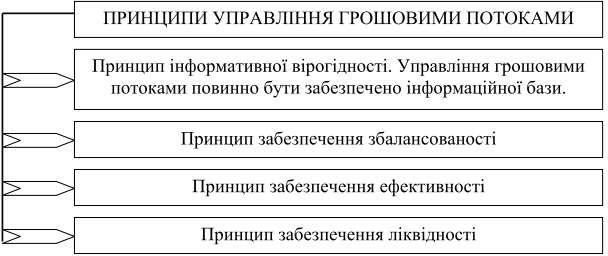 ПРИНЦИПИ УПРАВЛІННЯ ГРОШОВИМИ ПОТОКАМИ
Принцип інформативної вірогідності. Управління грошовими
потоками повинно бути забезпечено інформаційної бази.
Принцип забезпечення збалансованості
Принцип забезпечення ефективності
Принцип забезпечення ліквідності